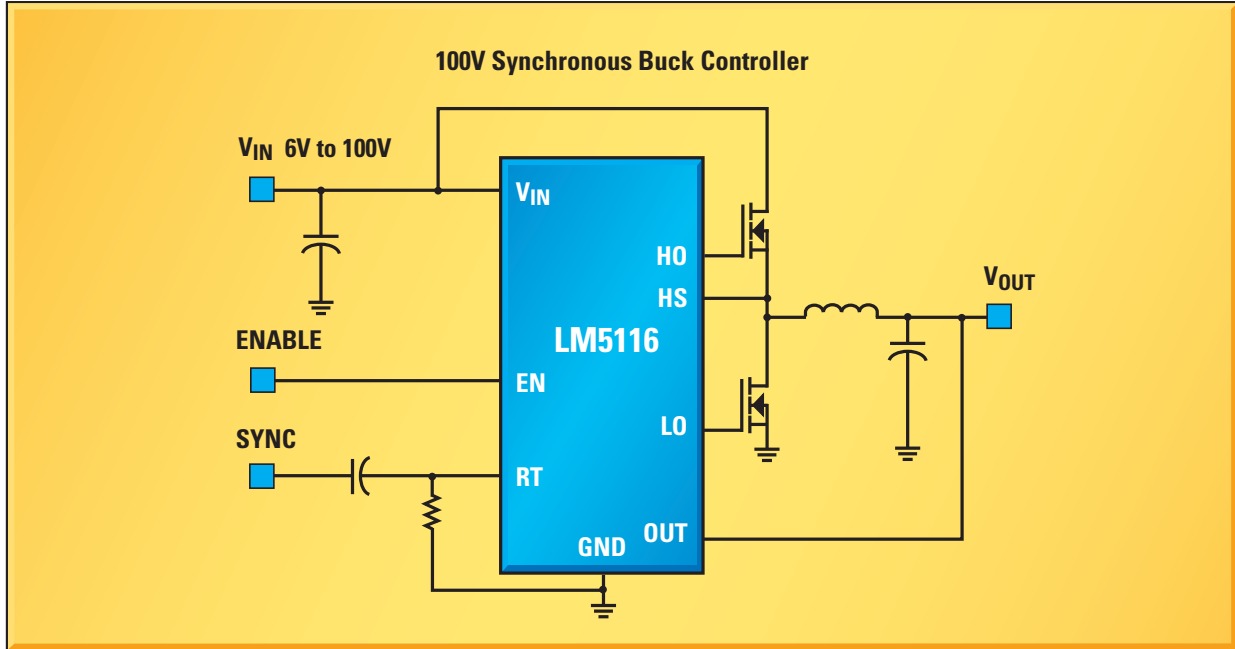 100V Synchronous Buck Controller
VIN 6V to 100V
VIN
HO
HS
VOUT
LM5116
ENABLE
EN
LO
SYNC
RT
OUT
GND